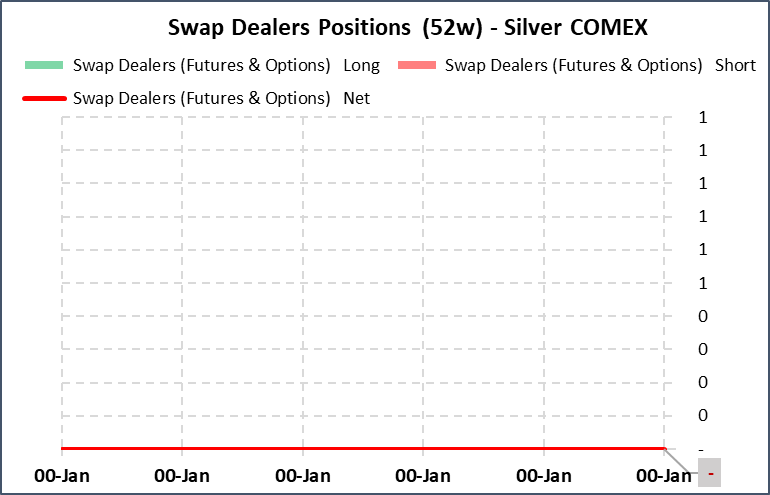 Swap Dealers Positions (52w) - Silver COMEX
Swap Dealers (Futures & Options) Long
Swap Dealers (Futures & Options) Short
Swap Dealers (Futures & Options) Net
1
1
1
1
1
1
0
0
0
0
-
00-Jan 00-Jan 00-Jan 00-Jan 00-Jan 00-Jan
-